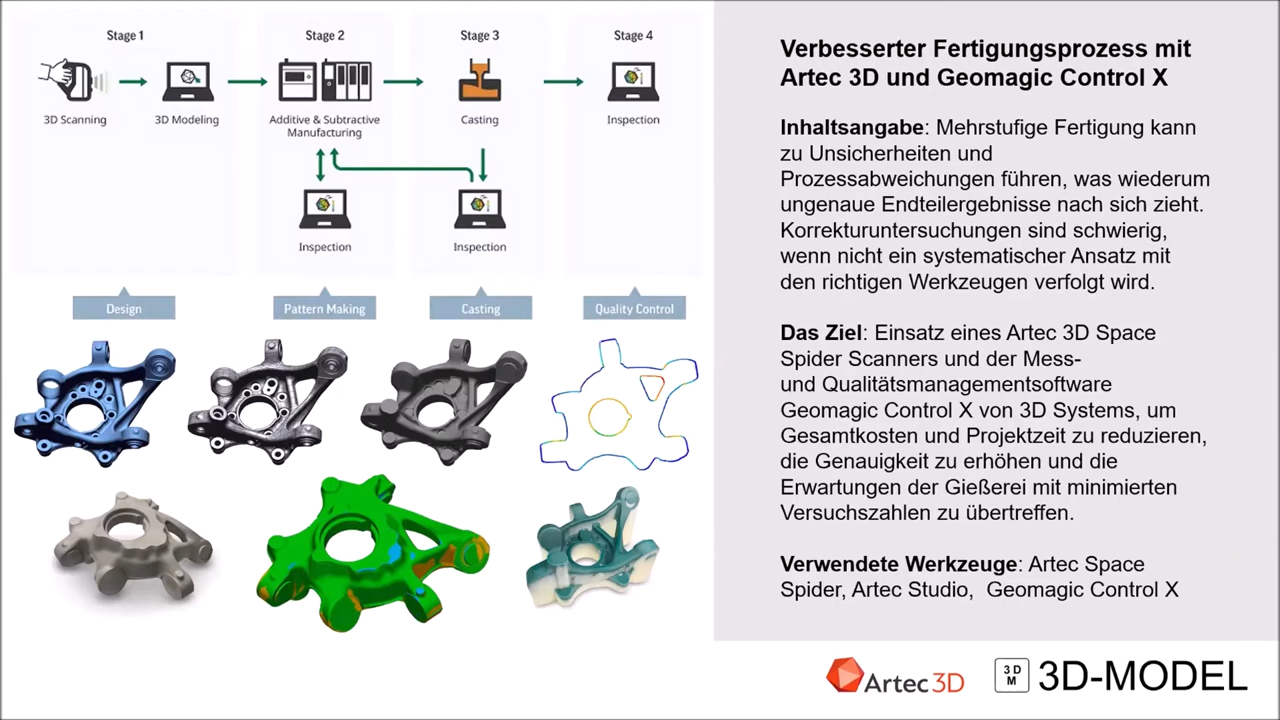 Stage 1
Stage 2
Stage 3
Stage 4
3D Scanning
3D Modeling
Additive & Subtractive
Manufacturing
Casting
Inspection
Inspection
Inspection
Design
Pattern Making
Casting
Quality Control
Verbesserter Fertigungsprozess mit
Artec 3D und Geomagic Control X
Inhaltsangabe: Mehrstufige Fertigung kann
zu Unsicherheiten und
Prozessabweichungen führen, was wiederum
ungenaue Endteilergebnisse nach sich zieht.
Korrekturuntersuchungen sind schwierig,
wenn nicht ein systematischer Ansatz mit
den richtigen Werkzeugen verfolgt wird.
Das Ziel: Einsatz eines Artec 3D Space
Spider Scanners und der Mess-
und Qualitätsmanagementsoftware
Geomagic Control X von 3D Systems, um
Gesamtkosten und Projektzeit zu reduzieren,
die Genauigkeit zu erhöhen und die
Erwartungen der Gießerei mit minimierten
Versuchszahlen zu übertreffen.
Verwendete Werkzeuge: Artec Space
Spider, Artec Studio, Geomagic Control X
Artec 3D
3 D
M
3D-MODEL